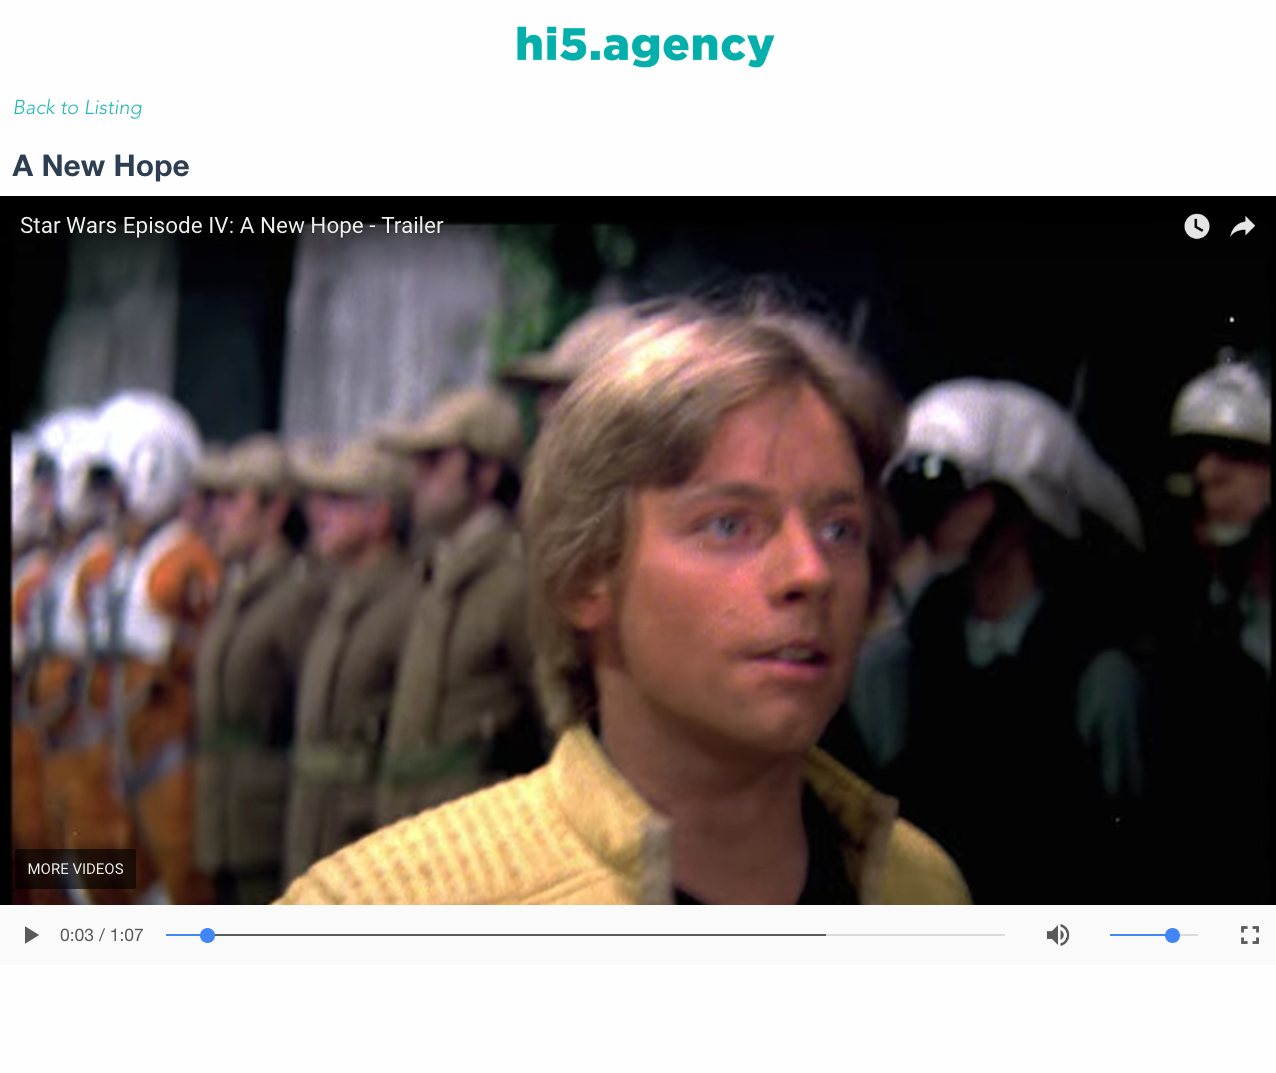 hi5.agency
Back to Listing
A New Hope
Star Wars Episode IV: A New Hope - Trailer
MORE VIDEOS
0:03 / 1:07